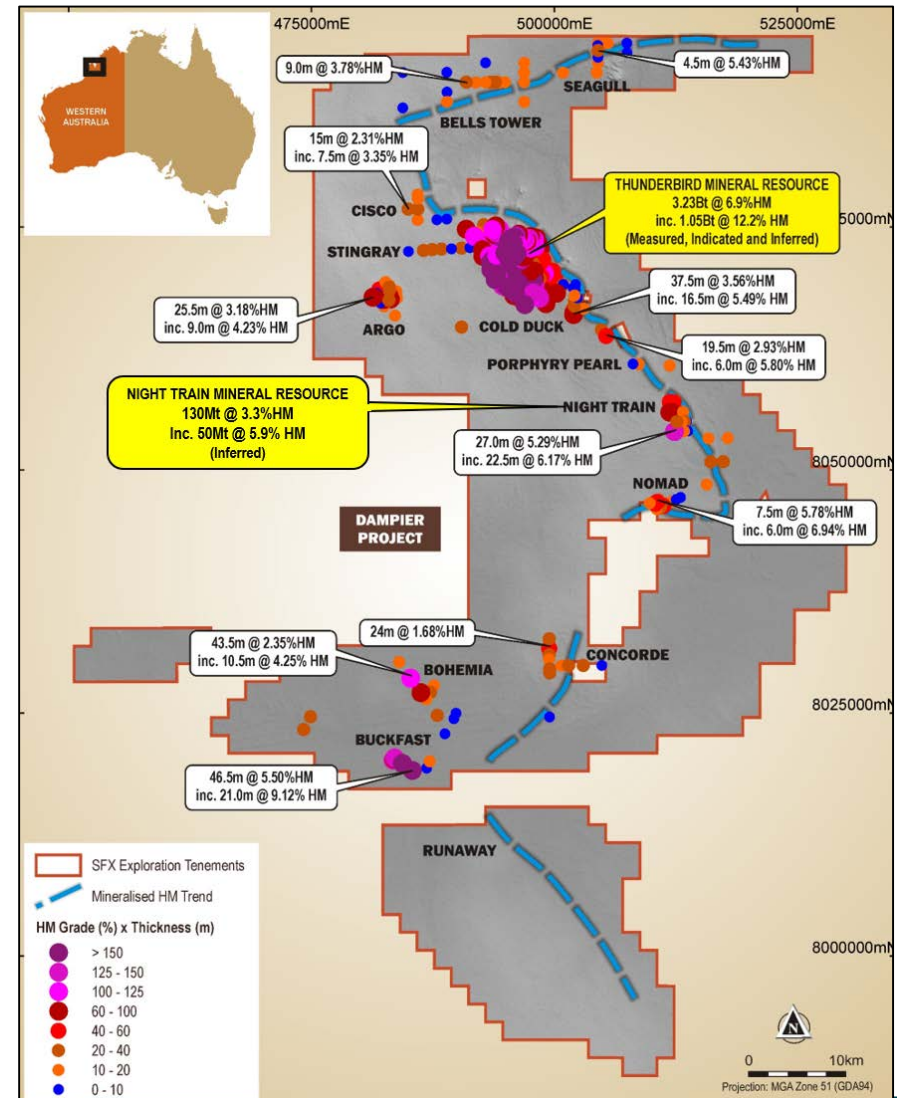 475000mE
500000mE
525000mE
WESTERN
AUSTRALIA
9.0m @ 3.78%HM
4.5m @ 5.43%HM
SEAGULL
BELLS TOWER
15m @ 2.31%HM
inc. 7.5m @ 3.35% HM
THUNDERBIRD MINERAL RESOURCE
3.23Bt @ 6.9%HM
inc. 1.05Bt @ 12.2% HM
(Measured, Indicated and Inferred)
CISCO
5000mN
STINGRAY
37.5m @ 3.56%HM
inc. 16.5m @ 5.49% HM
25.5m @ 3.18%HM
inc. 9.0m @ 4.23% HM
ARGO
COLD DUCK
19.5m @ 2.93%HM
inc. 6.0m @ 5.80% HM
PORPHYRY PEARL
NIGHT TRAIN MINERAL RESOURCE
130Mt @ 3.3%HM
Inc. 50Mt @ 5.9% HM
(Inferred)
NIGHT TRAIN
27.0m @ 5.29%HM
inc. 22.5m @ 6.17% HM
8050000mN
NOMAD
7.5m @ 5.78%HM
inc. 6.0m @ 6.94% HM
DAMPIER
PROJECT
24m @ 1.68%HM
43.5m @ 2.35%HM
inc. 10.5m @ 4.25% HM
CONCORDE
BOHEMIA
8025000mN
BUCKFAST
46.5m @ 5.50%HM
inc. 21.0m @ 9.12% HM
RUNAWAY
SFX Exploration Tenements
Mineralised HM Trend
HM Grade (%) x Thickness (m)
> 150
125 - 150
100 - 125
60 - 100
40 - 60
20 - 40
10 - 20
0 - 10
8000000mN
N
0 10km
Projection: MGA Zone 51 (GDA94)